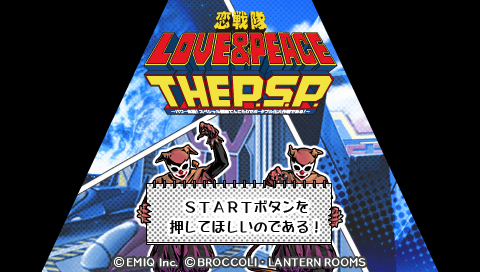 恋戦隊
LOVE&PEACE
THE P.S.P.
STARTボタンを
押してほしいのである！
©EMIQ Inc. ©BROCCOLI・LANTERN ROOMS